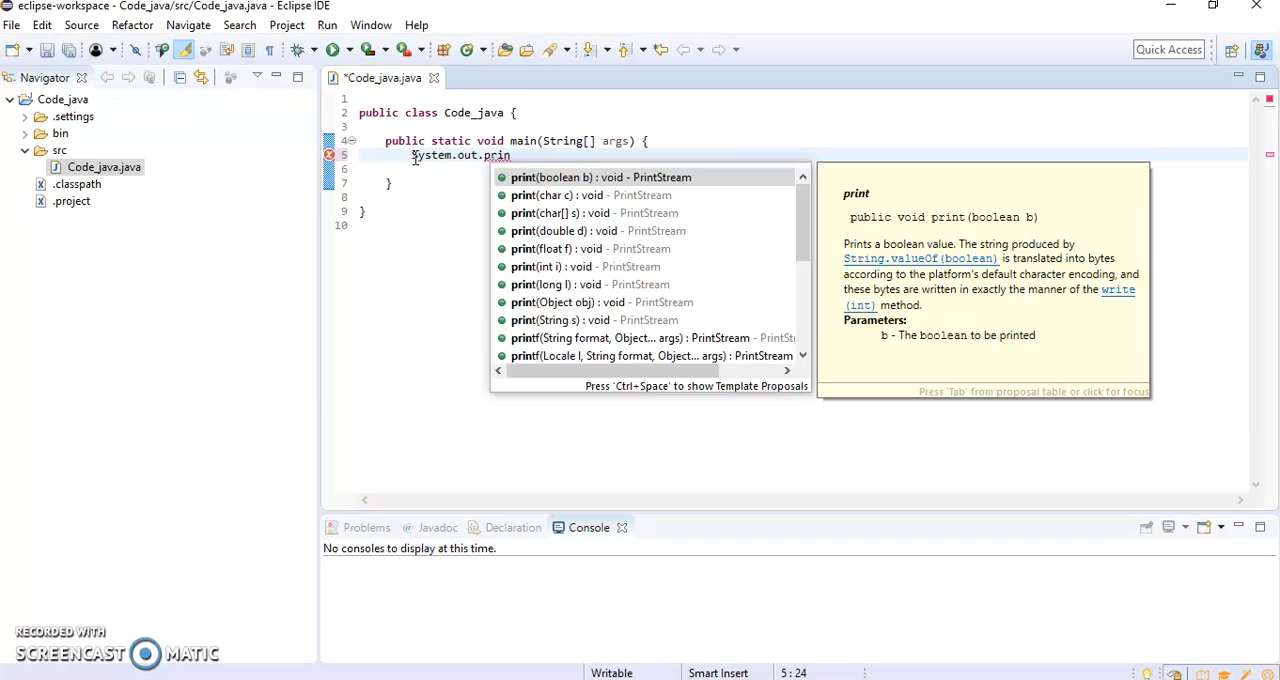 eclipse-workspace - Code_java/src/Code_java.java - Eclipse IDE
File Edit Source Refactor Navigate Search Project Run Window Help
Quick Access
Navigator
*Code_java.java
Code_java
.settings
bin
src
Code_java.java
.classpath
.project
1
2 public class Code_java {
3
4 public static void main(String[] args) {
5 System.out.prin
6
7 }
8
9 }
10
print(boolean b) : void - PrintStream
print(char c) : void - PrintStream
print(char[] s) : void - PrintStream
print(double d) : void - PrintStream
print(float f) : void - PrintStream
print(int i) : void - PrintStream
print(long l) : void - PrintStream
print(Object obj) : void - PrintStream
print(String s) : void - PrintStream
printf(String format, Object... args) : PrintStream - PrintSt
printf(Locale l, String format, Object... args) : PrintStream
Press 'Ctrl+Space' to show Template Proposals
print
public void print(boolean b)
Prints a boolean value. The string produced by
String.valueOf(boolean) is translated into bytes
according to the platform's default character encoding, and
these bytes are written in exactly the manner of the write
(int) method.
Parameters:
b - The boolean to be printed
Press 'Tab' from proposal table or click for focus
Problems @ Javadoc Declaration Console
No consoles to display at this time.
RECORDED WITH
SCREENCAST MATIC
Writable Smart Insert 5 : 24